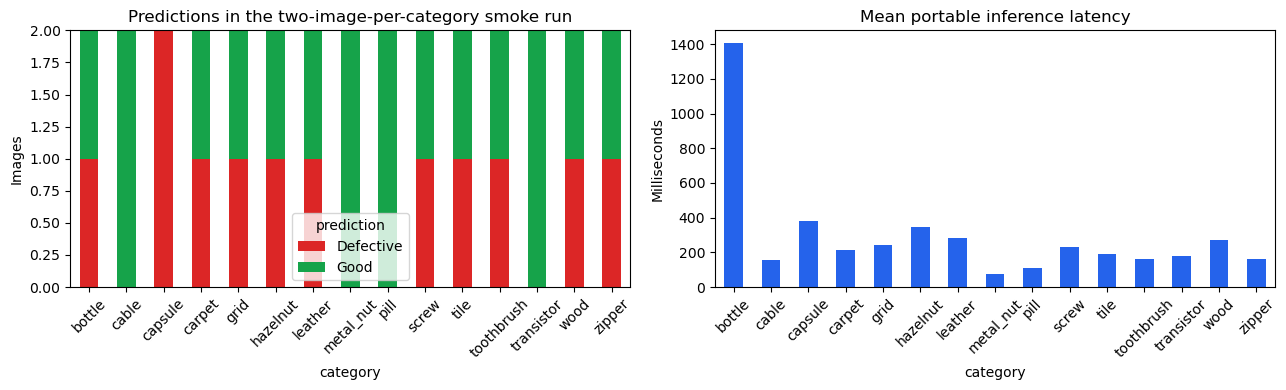 Predictions in the two-image-per-category smoke run
Images
2.00
1.75
1.50
1.25
1.00
0.75
0.50
0.25
0.00
prediction
Defective
Good
bottle
cable
capsule
carpet
grid
hazelnut
leather
metal_nut
pill
screw
tile
toothbrush
transistor
wood
zipper
category
Mean portable inference latency
Milliseconds
1400
1200
1000
800
600
400
200
0
bottle
cable
capsule
carpet
grid
hazelnut
leather
metal_nut
pill
screw
tile
toothbrush
transistor
wood
zipper
category